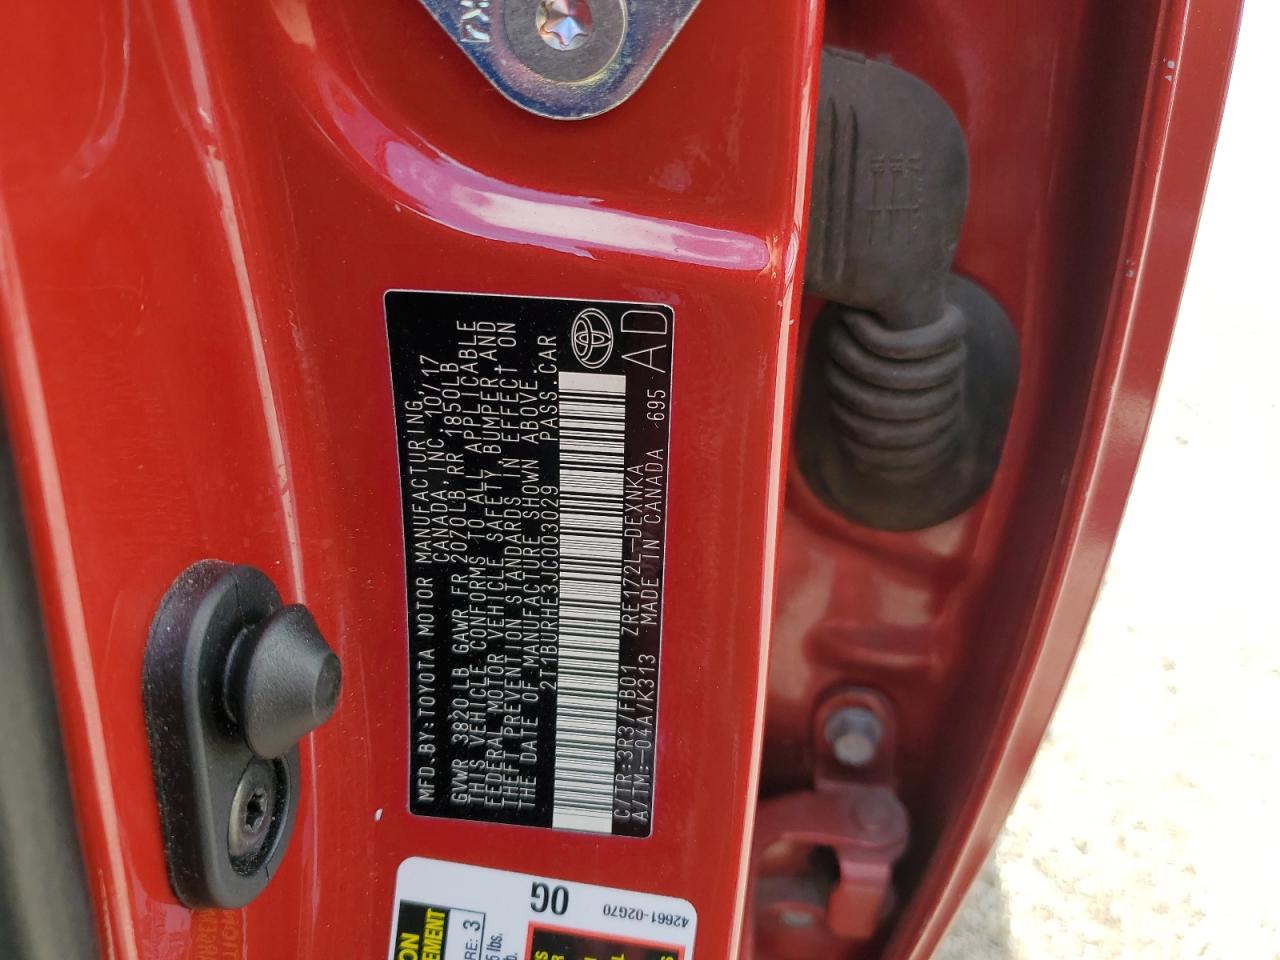 MFD.BY:TOYOTA MOTOR MANUFACTURING
CANADA,INC. 10/17
GVWR 3820LB GAWR FR 2070LB,RR 1850LB
THIS VEHICLE CONFORMS TO ALL APPLICABLE
FEDERAL MOTOR VEHICLE SAFETY,BUMPER,AND
THEFT PREVENTION STANDARDS IN EFFECT ON
THE DATE OF MANUFACTURE SHOWN ABOVE.
2T1BURHE3JC003029 PASS.CAR
C/TR:3R3/FB01 ZRE172L-DEXNKA
A/TM:-04A/K313 MADE IN CANADA 695 AD
0G
42661-02G70